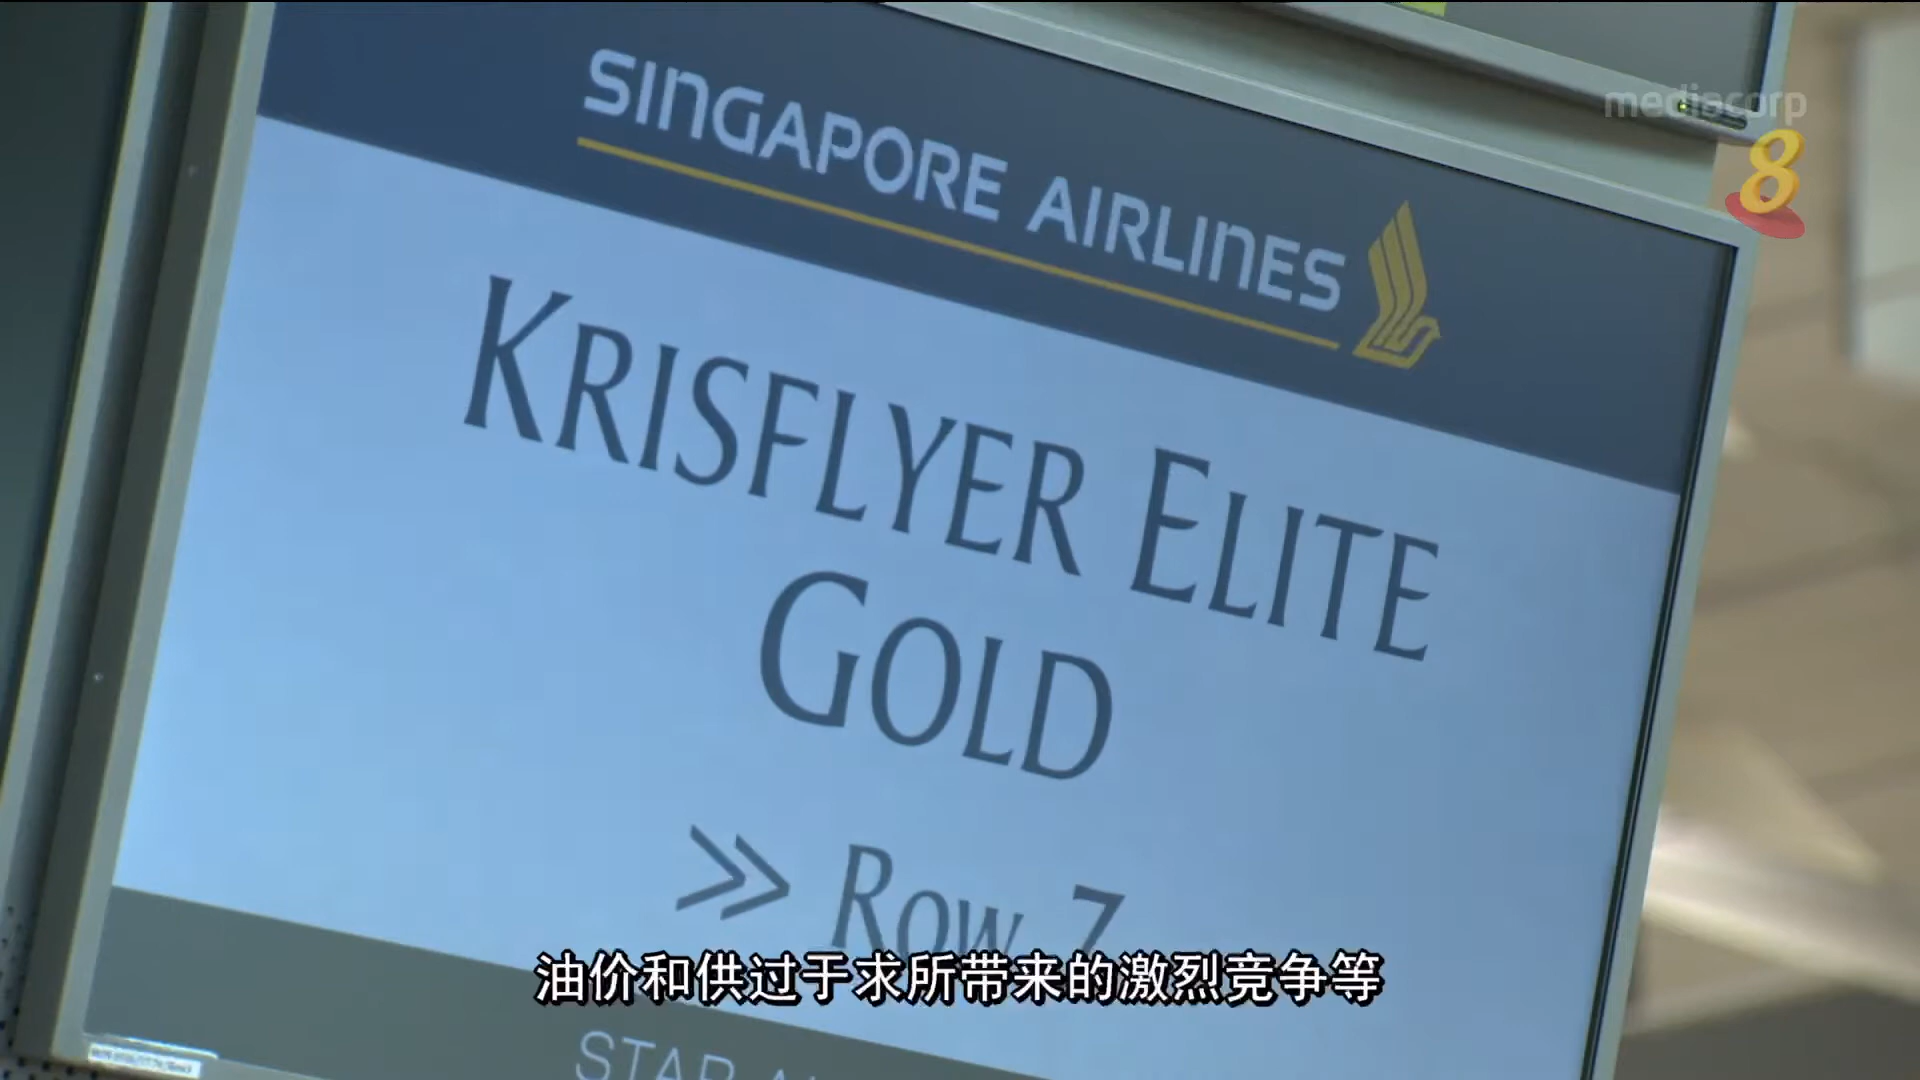 mediacorp
8
SINGAPORE AIRLINES
KRISFLYER ELITE
GOLD
>> ROW 7
油价和供过于求所带来的激烈竞争等
STAR